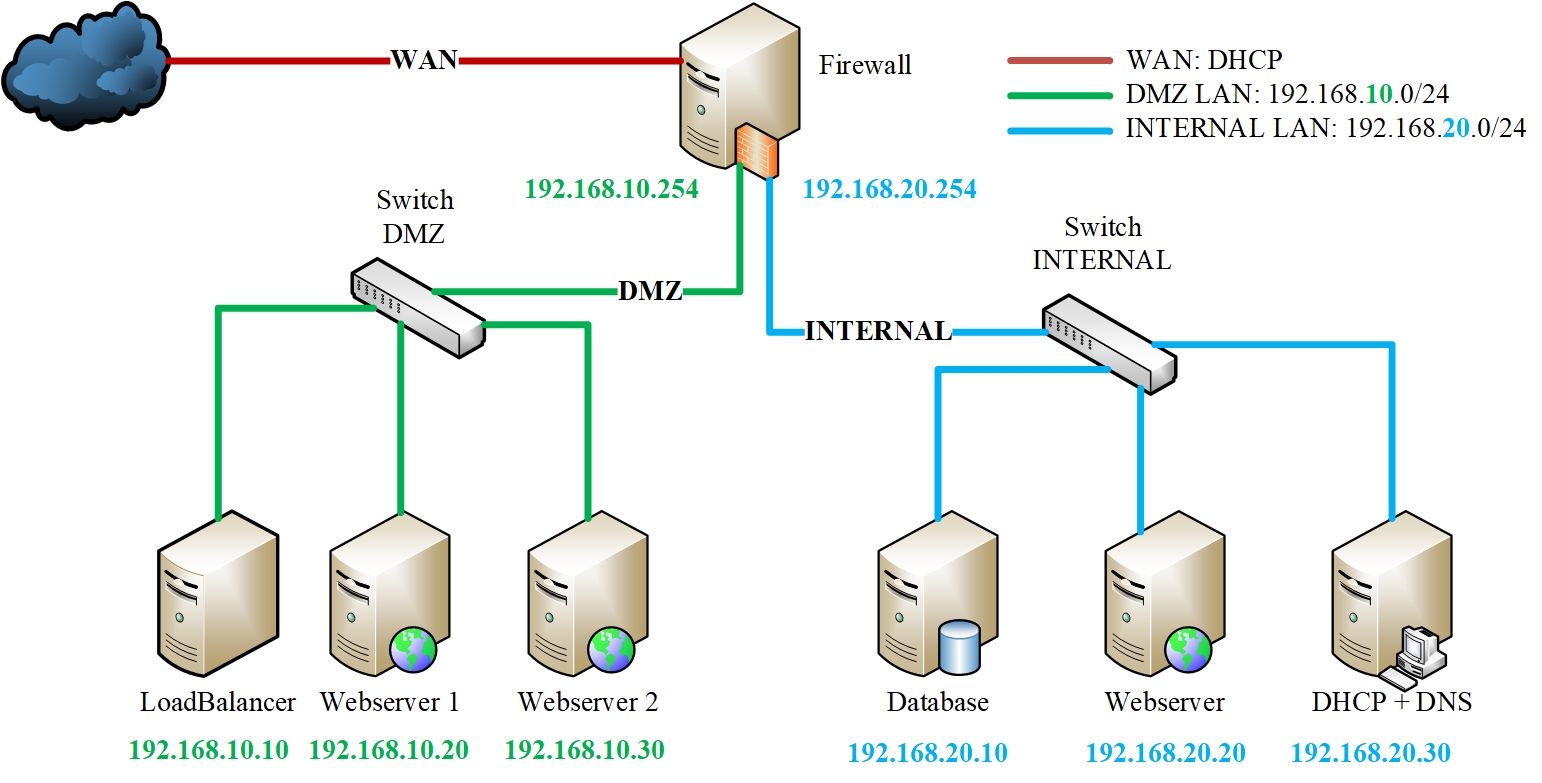 WAN
Firewall
WAN: DHCP
DMZ LAN: 192.168.10.0/24
INTERNAL LAN: 192.168.20.0/24
192.168.10.254
192.168.20.254
Switch
DMZ
Switch
INTERNAL
DMZ
INTERNAL
LoadBalancer
Webserver 1
Webserver 2
Database
Webserver
DHCP + DNS
192.168.10.10
192.168.10.20
192.168.10.30
192.168.20.10
192.168.20.20
192.168.20.30